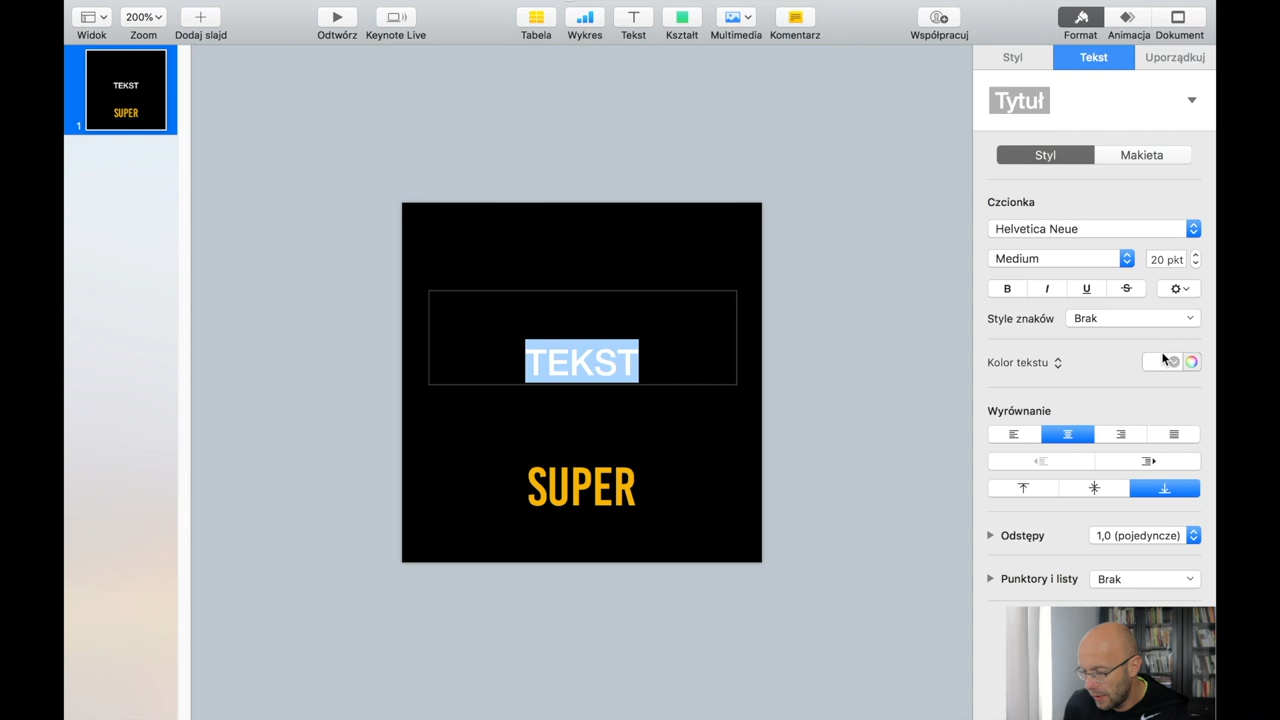 Widok
200%
Zoom
Dodaj slajd
Odtwórz
Keynote Live
Tabela
Wykres
Tekst
Kształt
Multimedia
Komentarz
Współpracuj
Format
Animacja
Dokument
TEKST
SUPER
1
Styl
Tekst
Uporządkuj
Tytuł
Styl
Makieta
Czcionka
Helvetica Neue
Medium
20 pkt
B I U S
Style znaków
Brak
Kolor tekstu
Wyrównanie
Odstępy
1,0 (pojedyncze)
Punktory i listy
Brak
TEKST
SUPER